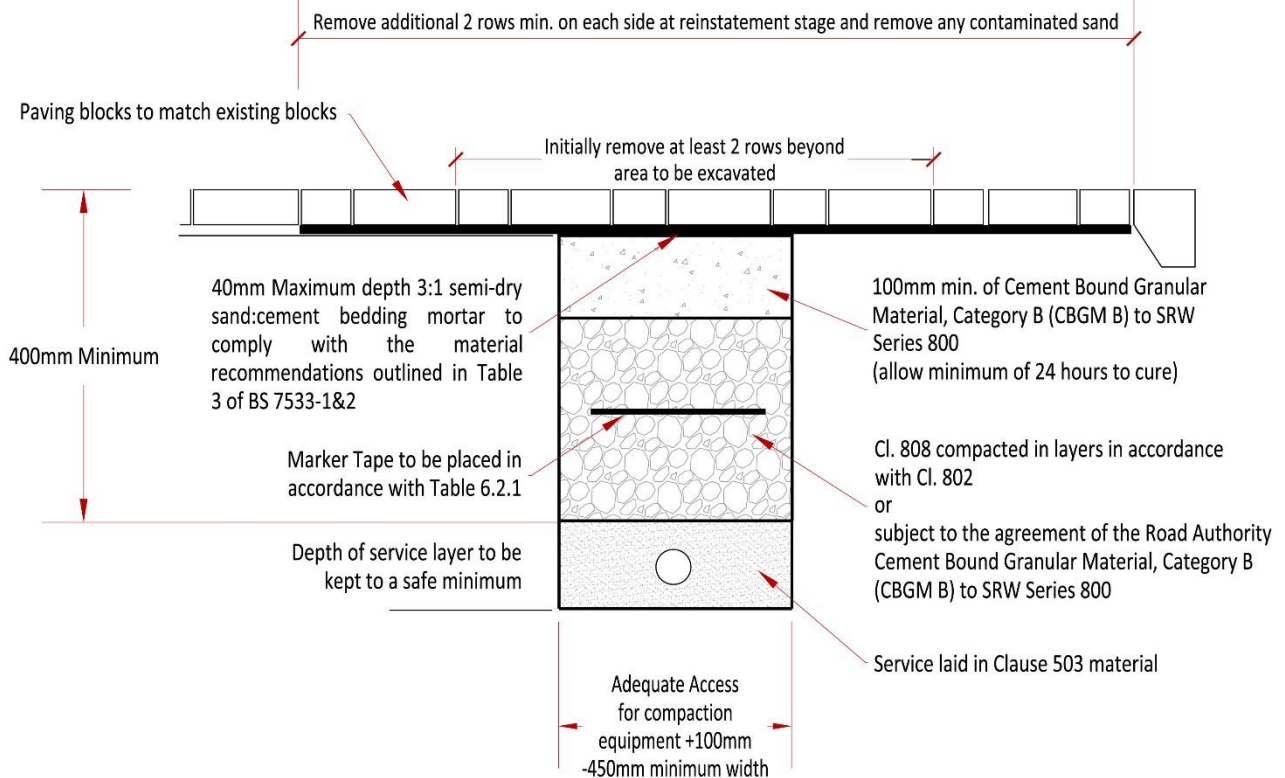 Remove additional 2 rows min. on each side at reinstatement stage and remove any contaminated sand
Paving blocks to match existing blocks
Initially remove at least 2 rows beyond
area to be excavated
400mm Minimum
40mm Maximum depth 3:1 semi-dry
sand:cement bedding mortar to
comply with the material
recommendations outlined in Table
3 of BS 7533-1&2
Marker Tape to be placed in
accordance with Table 6.2.1
Depth of service layer to be
kept to a safe minimum
100mm min. of Cement Bound Granular
Material, Category B (CBGM B) to SRW
Series 800
(allow minimum of 24 hours to cure)
Cl. 808 compacted in layers in accordance
with Cl. 802
or
subject to the agreement of the Road Authority
Cement Bound Granular Material, Category B
(CBGM B) to SRW Series 800
Service laid in Clause 503 material
Adequate Access
for compaction
equipment +100mm
-450mm minimum width